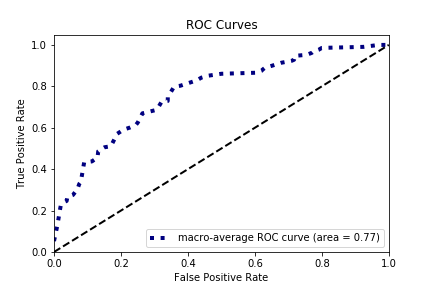 ROC Curves
True Positive Rate
1.0
0.8
0.6
0.4
0.2
0.0
macro-average ROC curve (area = 0.77)
0.0 0.2 0.4 0.6 0.8 1.0
False Positive Rate